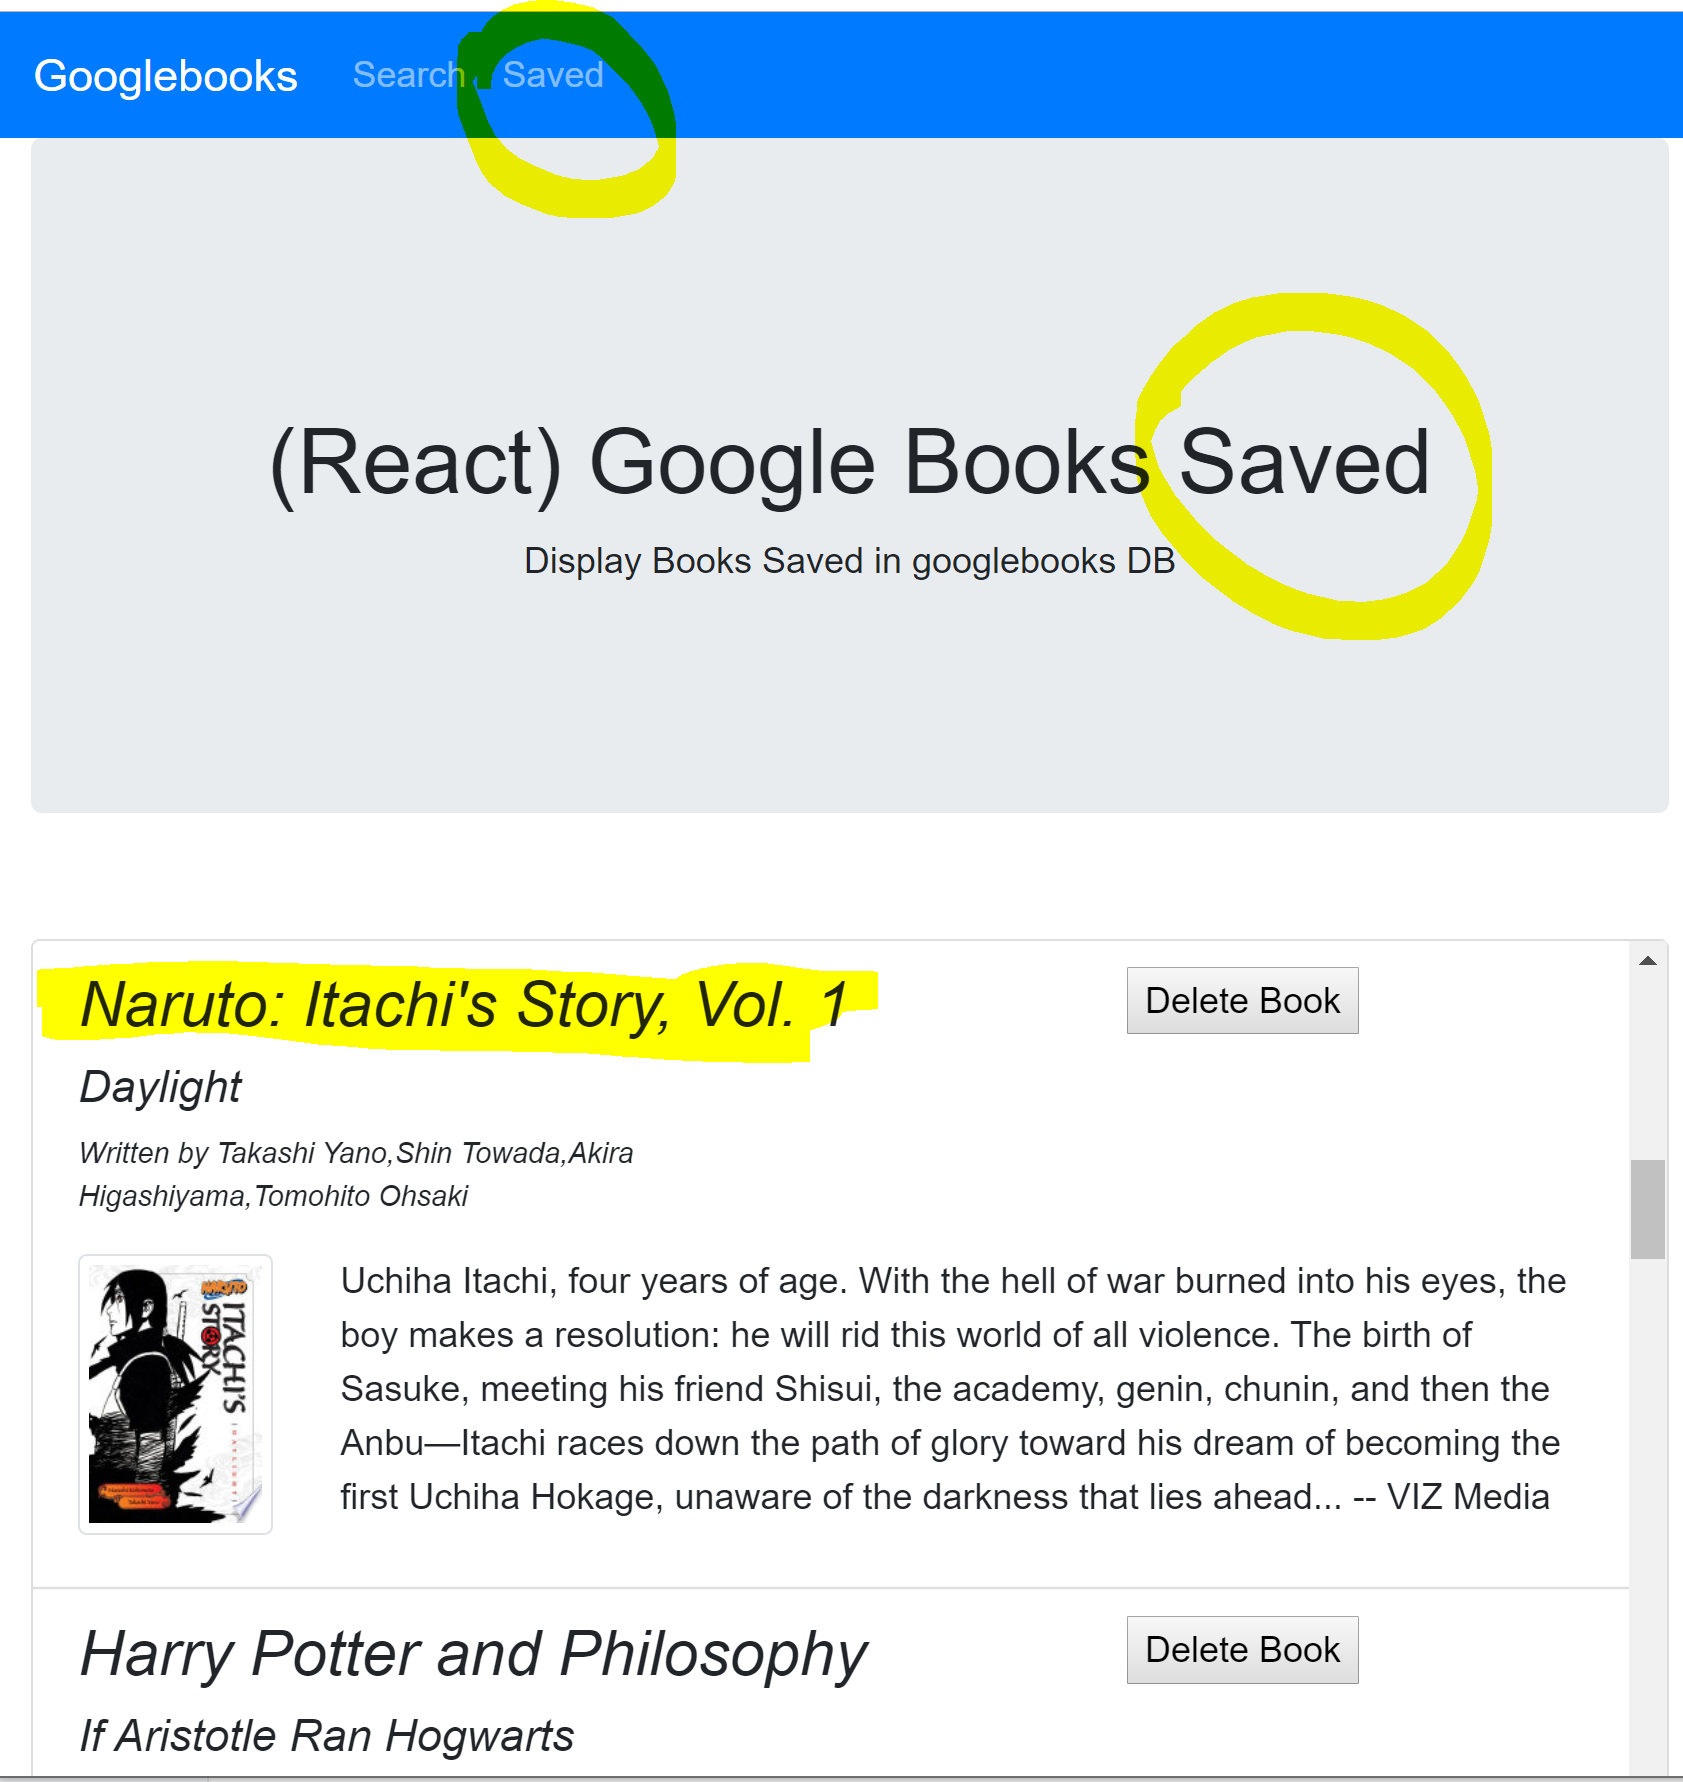 Googlebooks Search Saved
(React) Google Books Saved
Display Books Saved in googlebooks DB
Naruto: Itachi's Story, Vol. 1
Delete Book
Daylight
Written by Takashi Yano,Shin Towada,Akira
Higashiyama,Tomohito Ohsaki
NARUTO
ITACHI'S
STORY
Uchiha Itachi, four years of age. With the hell of war burned into his eyes, the
boy makes a resolution: he will rid this world of all violence. The birth of
Sasuke, meeting his friend Shisui, the academy, genin, chunin, and then the
Anbu—Itachi races down the path of glory toward his dream of becoming the
first Uchiha Hokage, unaware of the darkness that lies ahead... -- VIZ Media
Harry Potter and Philosophy
Delete Book
If Aristotle Ran Hogwarts